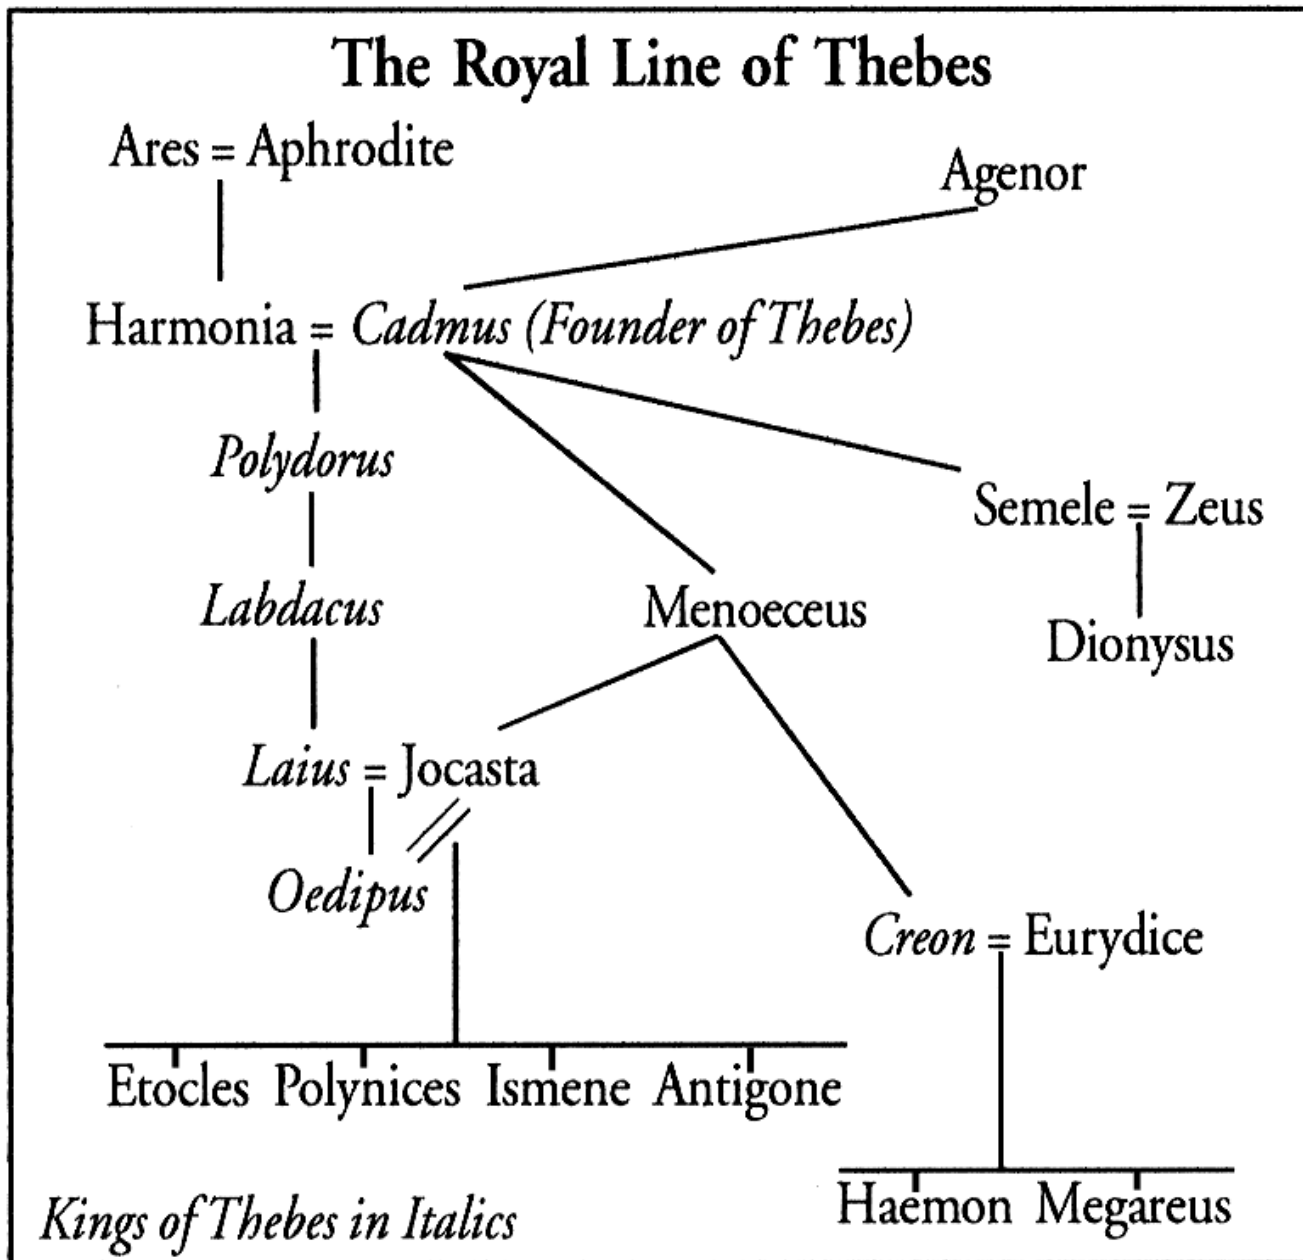 The Royal Line of Thebes
Ares = Aphrodite
Agenor
Harmonia = Cadmus (Founder of Thebes)
Polydorus
Semele = Zeus
Labdacus
Menoeceus
Dionysus
Laius = Jocasta
Oedipus
Creon = Eurydice
Etocles Polynices Ismene Antigone
Haemon Megareus
Kings of Thebes in Italics